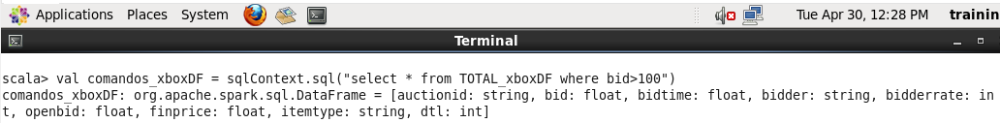 Applications Places System Tue Apr 30, 12:28 PM trainin
Terminal
scala> val comandos_xboxDF = sqlContext.sql("select * from TOTAL_xboxDF where bid>100")
comandos_xboxDF: org.apache.spark.sql.DataFrame = [auctionid: string, bid: float, bidtime: float, bidder: string, bidderrate: in
t, openbid: float, finprice: float, itemtype: string, dtl: int]